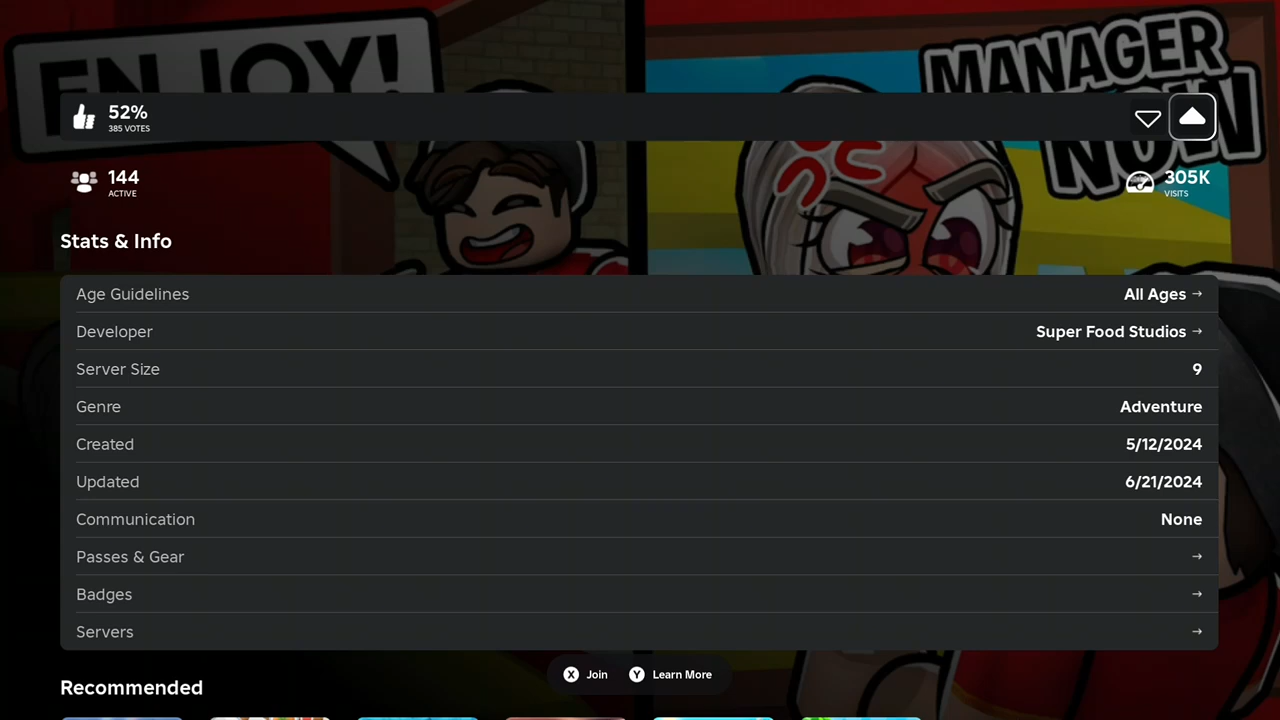 ENJOY!
MANAGER
NOW
52%
385 VOTES
144
ACTIVE
305K
VISITS
Stats & Info
Age Guidelines All Ages →
Developer Super Food Studios →
Server Size 9
Genre Adventure
Created 5/12/2024
Updated 6/21/2024
Communication None
Passes & Gear →
Badges →
Servers →
X Join Y Learn More
Recommended